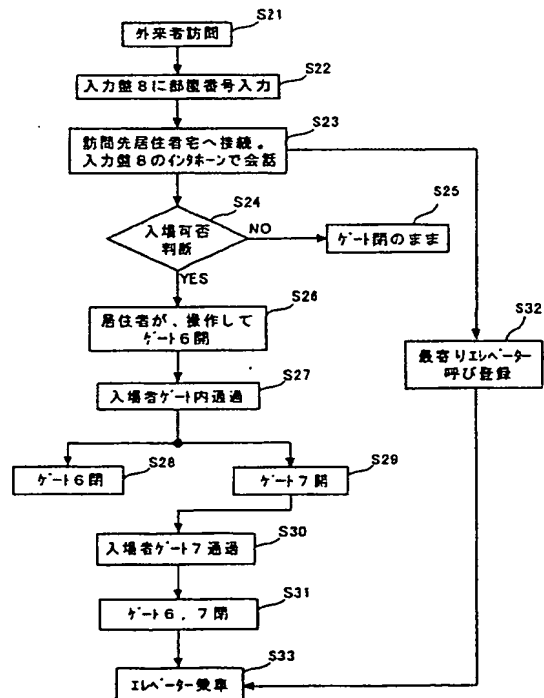 S21
外来者訪問
S22
入力盤8に部屋番号入力
S23
訪問先居住者宅へ接続。
入力盤8のインタホーンで会話
S24
入場可否
判断
NO
S25
ゲート閉のまま
YES
S26
居住者が、操作して
ゲート6開
S32
最寄りエレベーター
呼び登録
S27
入場者ゲート内通過
S28
ゲート6閉
S29
ゲート7開
S30
入場者ゲート7通過
S31
ゲート6，7閉
S33
エレベーター乗車